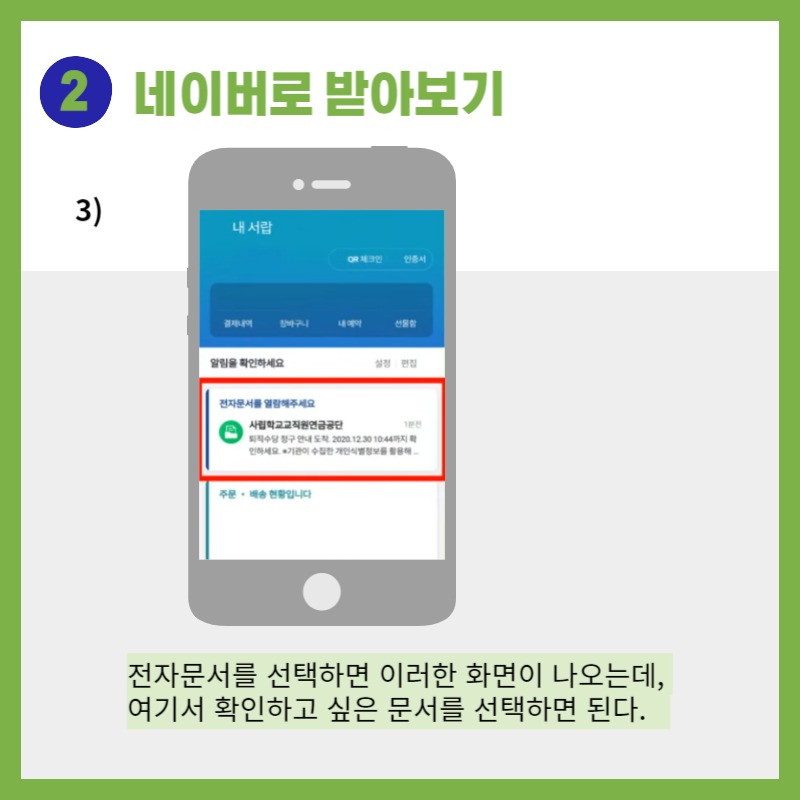 2 네이버로 받아보기
3)
내 서랍
QR 체크인 인증서
결제내역 장바구니 내 예약 선물함
알림을 확인하세요 설정 편집
전자문서를 열람해주세요
사립학교교직원연금공단 1분전
퇴직수당 청구 안내 도착. 2020.12.30 10:44까지 확
인하세요. *기관이 수집한 개인식별정보를 활용해 ...
주문 • 배송 현황입니다
전자문서를 선택하면 이러한 화면이 나오는데,
여기서 확인하고 싶은 문서를 선택하면 된다.